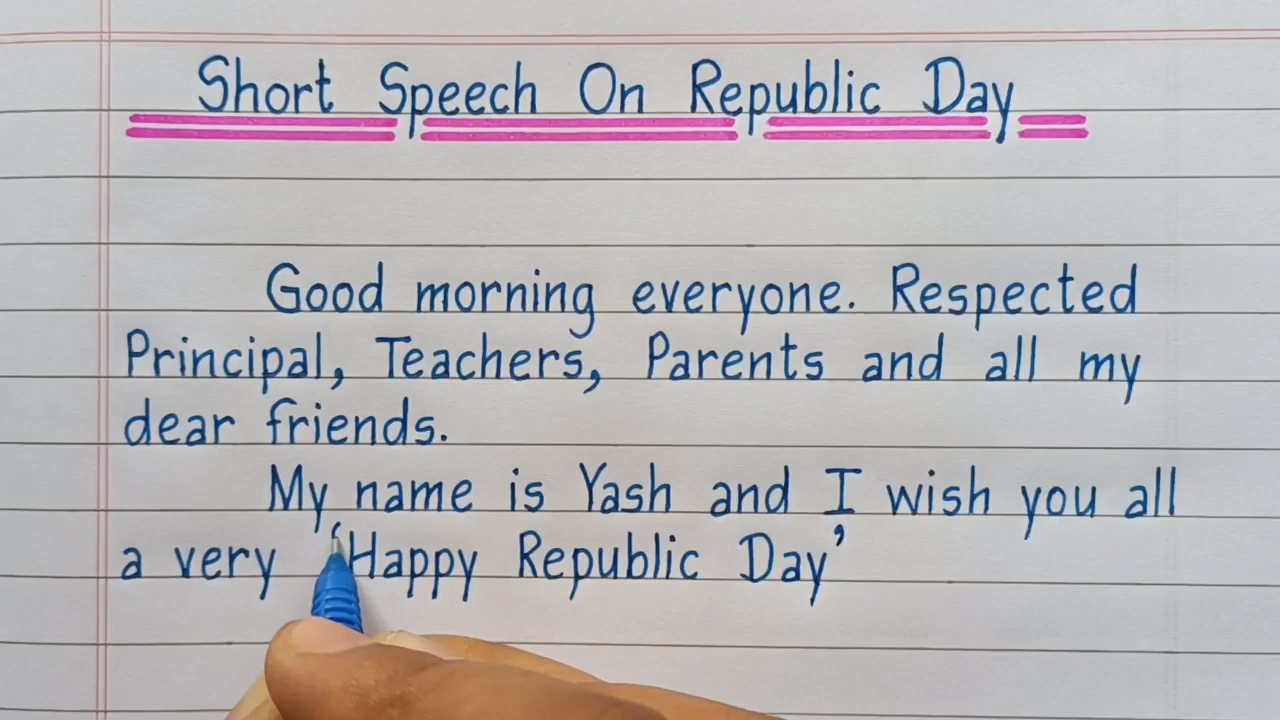 Short Speech On Republic Day
Good morning everyone. Respected
Principal, Teachers, Parents and all my
dear friends.
My name is Yash and I wish you all
a very ‘Happy Republic Day’